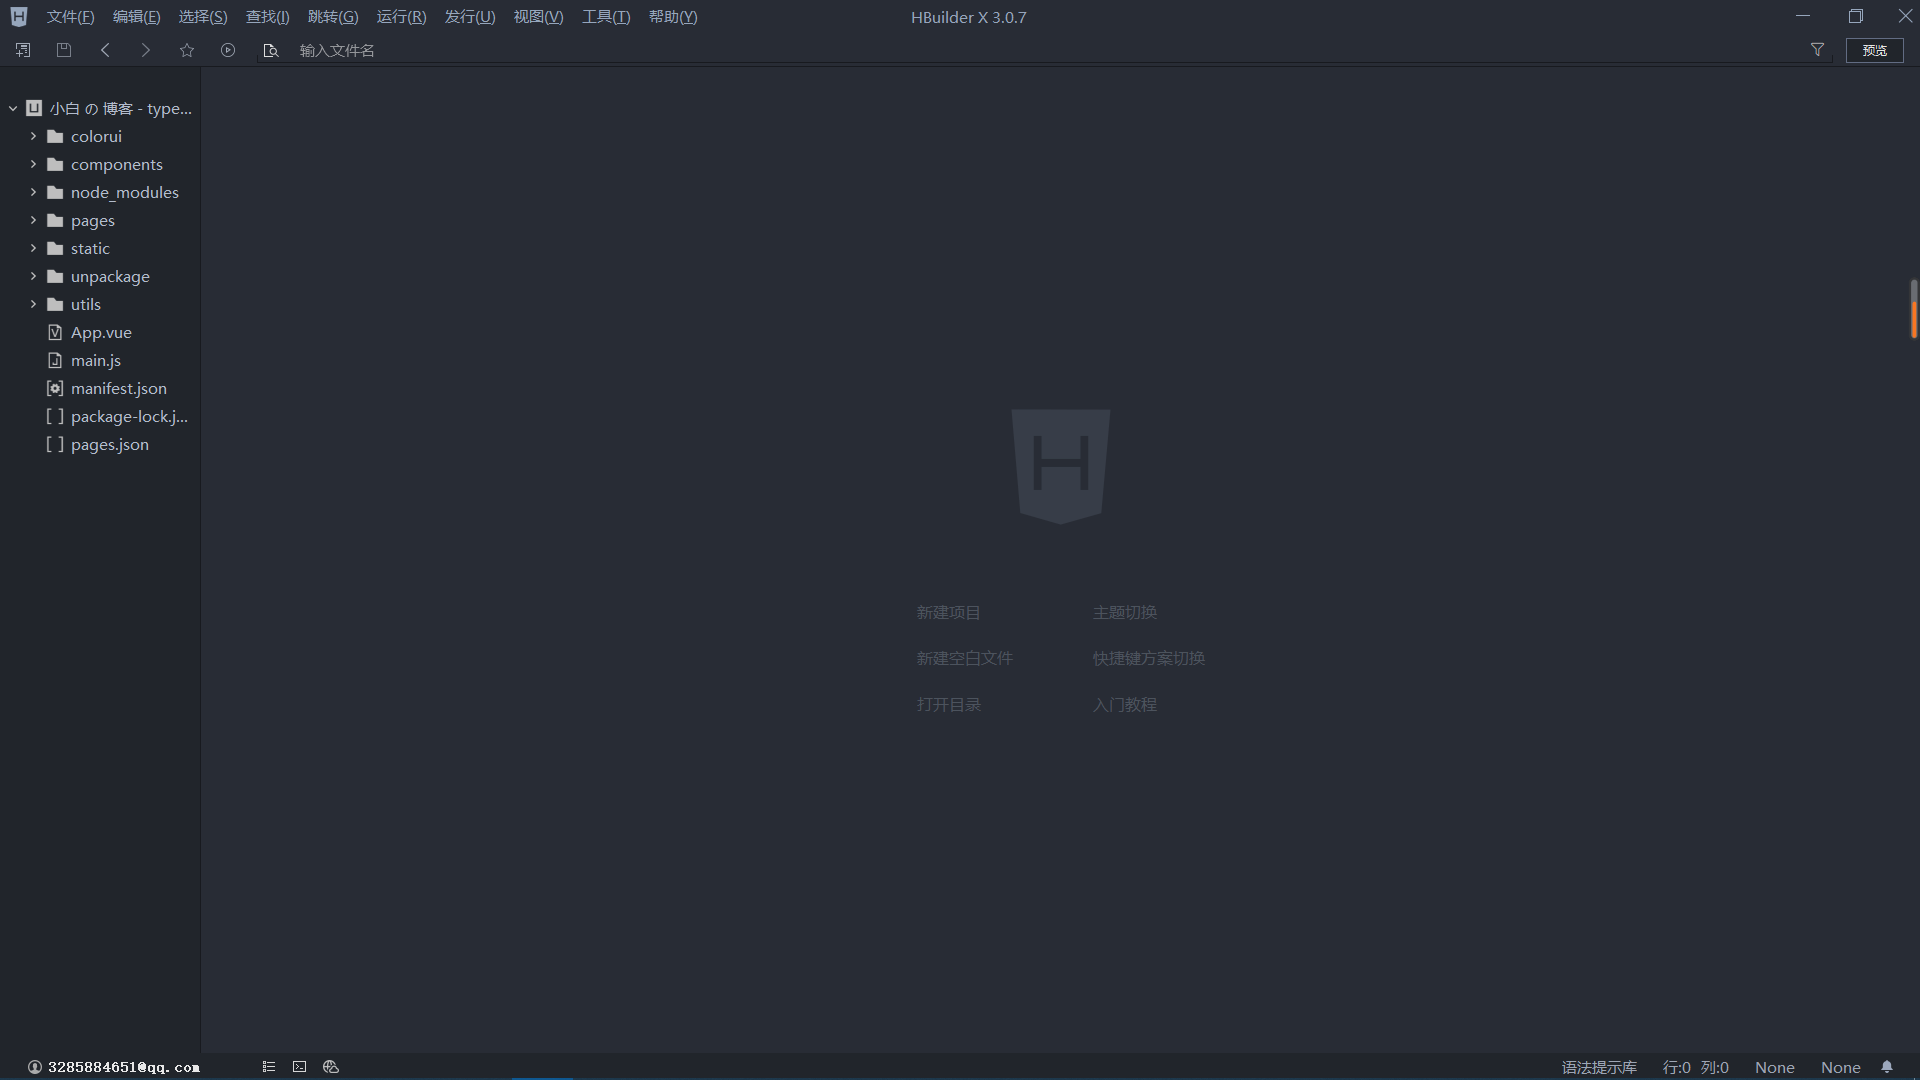 文件(F) 编辑(E) 选择(S) 查找(I) 跳转(G) 运行(R) 发行(U) 视图(V) 工具(T) 帮助(Y) HBuilder X 3.0.7
输入文件名 预览
小白 の 博客 - type...
colorui
components
node_modules
pages
static
unpackage
utils
App.vue
main.js
manifest.json
package-lock.j...
pages.json
H
新建项目 主题切换
新建空白文件 快捷键方案切换
打开目录 入门教程
3285884651@qq.com 语法提示库 行:0 列:0 None None